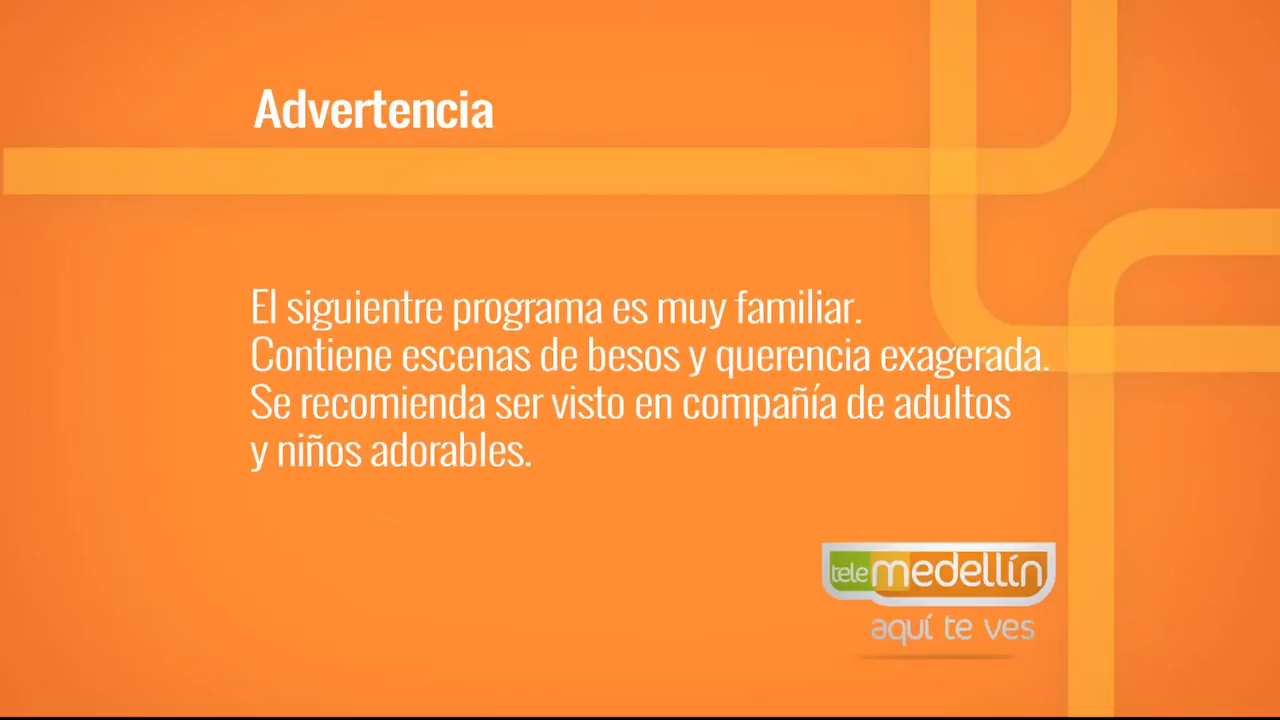 Advertencia
El siguientre programa es muy familiar.
Contiene escenas de besos y querencia exagerada.
Se recomienda ser visto en compañía de adultos
y niños adorables.
tele medellín
aquí te ves